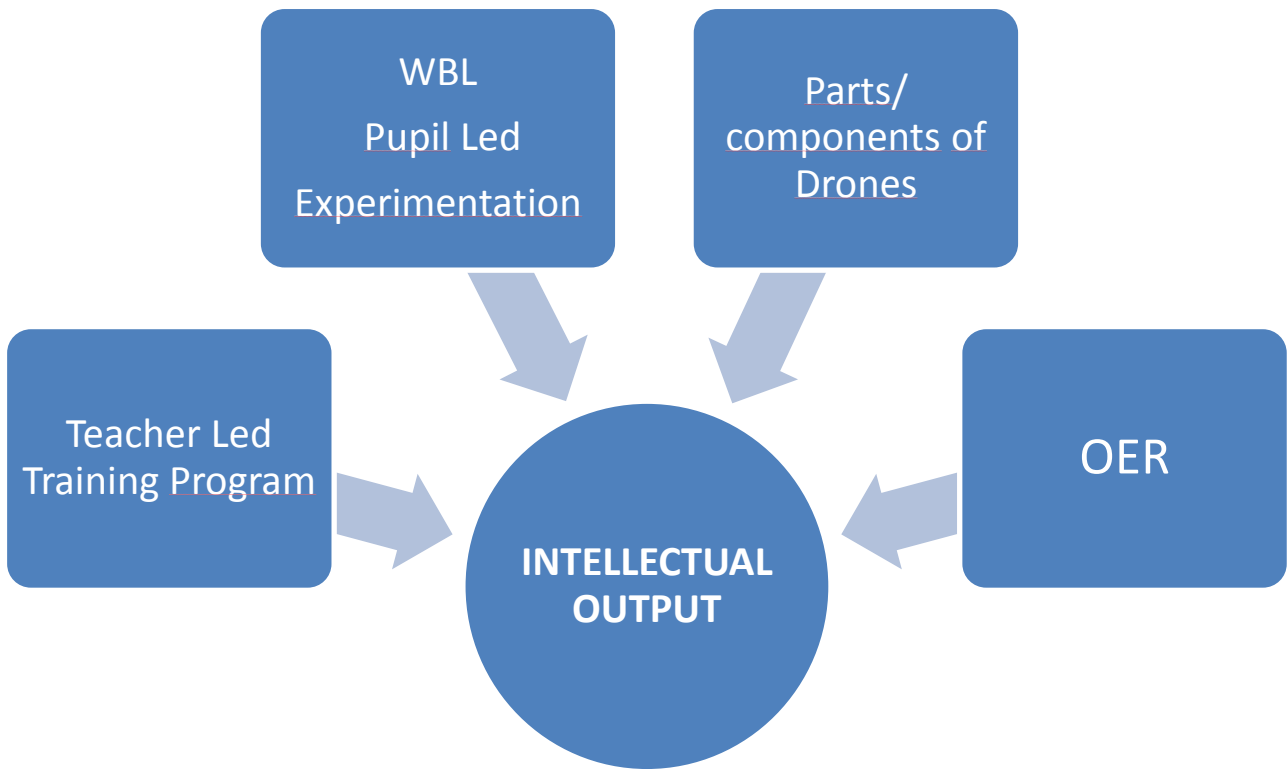 WBL
Pupil Led
Experimentation
Parts/
components of
Drones
Teacher Led
Training Program
OER
INTELLECTUAL
OUTPUT